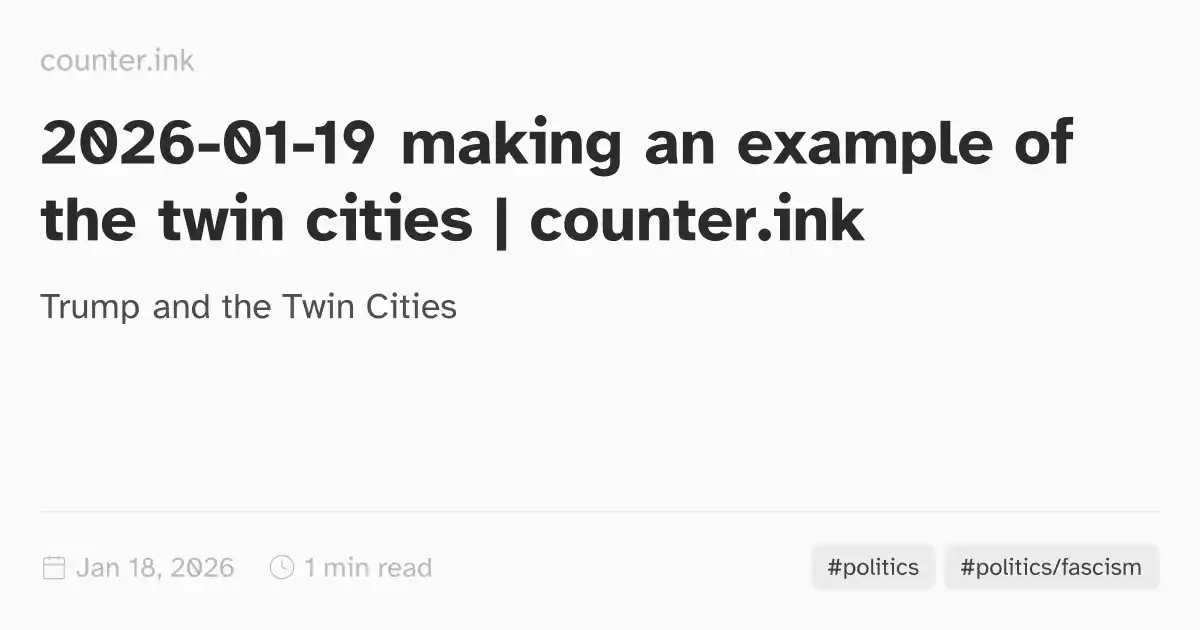 counter.ink
2026-01-19 making an example of
the twin cities | counter.ink
Trump and the Twin Cities
Jan 18, 2026 1 min read #politics #politics/fascism